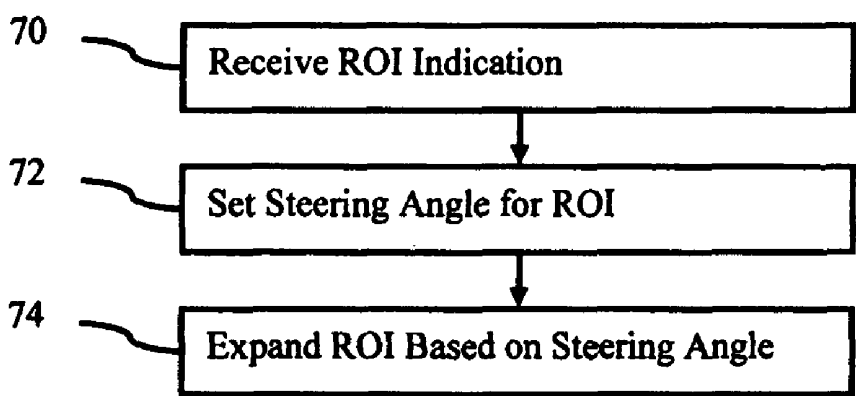 70
Receive ROI Indication
72
Set Steering Angle for ROI
74
Expand ROI Based on Steering Angle